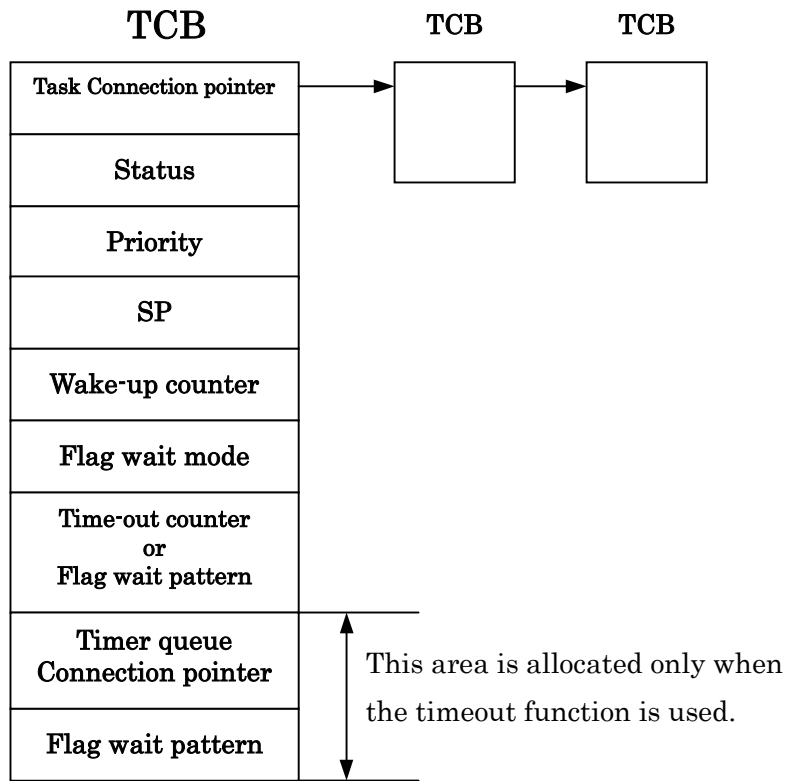 TCB
TCB
TCB
Task Connection pointer
Status
Priority
SP
Wake-up counter
Flag wait mode
Time-out counter
or
Flag wait pattern
Timer queue
Connection pointer
Flag wait pattern
This area is allocated only when
the timeout function is used.